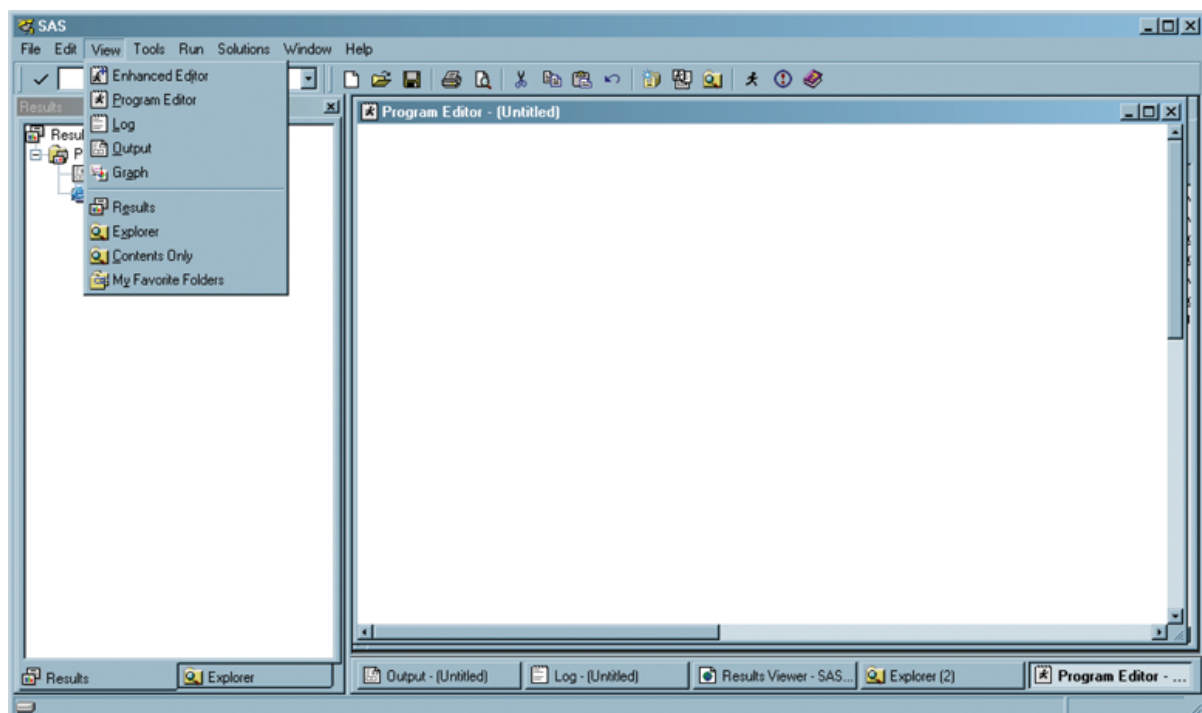 SAS
File Edit View Tools Run Solutions Window Help
Enhanced Editor
Program Editor
Log
Output
Graph
Results
Explorer
Contents Only
My Favorite Folders
Results
Resul
P
Program Editor - (Untitled)
Results
Explorer
Output - (Untitled)
Log - (Untitled)
Results Viewer - SAS...
Explorer (2)
Program Editor - ...